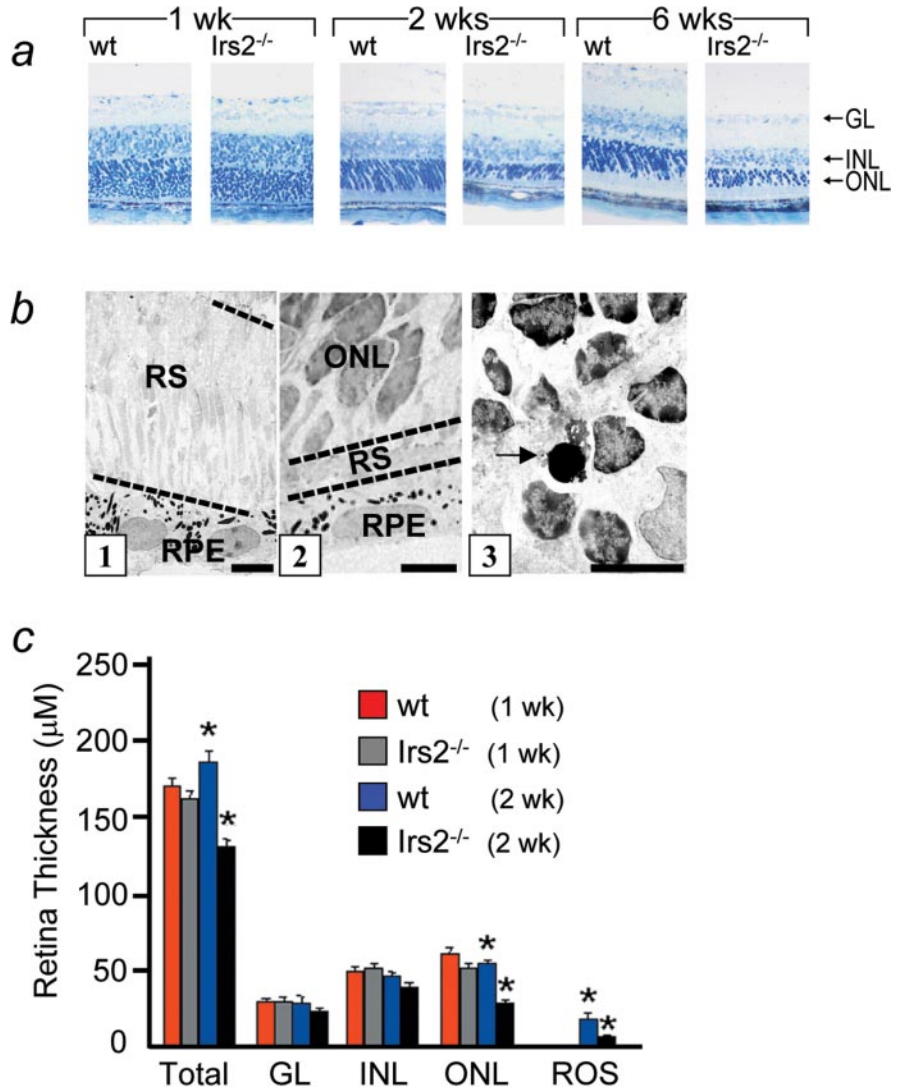 1 wk
2 wks
6 wks
a
wt
Irs2-/-
wt
Irs2-/-
wt
Irs2-/-
←GL
←INL
←ONL
b
RS
RPE
1
ONL
RS
RPE
2
3
c
Retina Thickness (µM)
250
200
150
100
50
0
wt (1 wk)
Irs2-/- (1 wk)
wt (2 wk)
Irs2-/- (2 wk)
*
*
*
*
*
*
Total
GL
INL
ONL
ROS